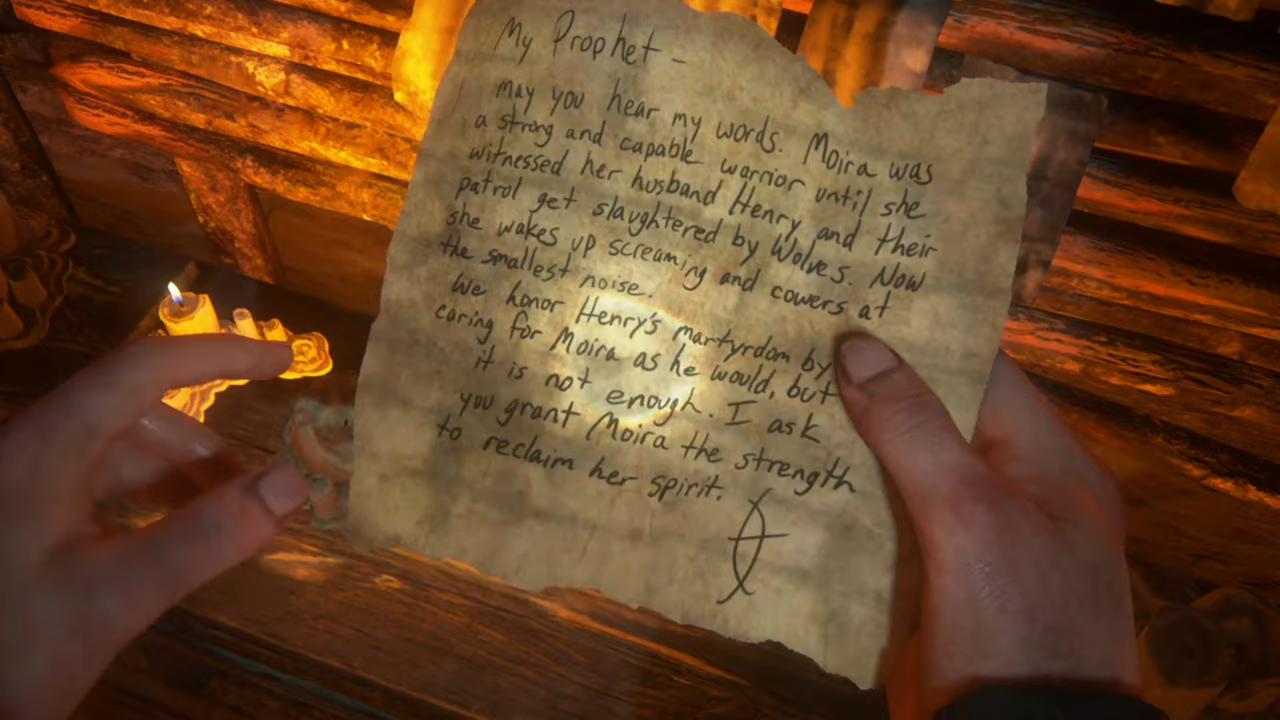 My Prophet -
may you hear my words. Moira was
a strong and capable warrior until she
witnessed her husband Henry and their
patrol get slaughtered by Wolves. Now
she wakes up screaming and cowers at
the smallest noise.
We honor Henry's martyrdom by
caring for Moira as he would, but
it is not enough. I ask
you grant Moira the strength
to reclaim her spirit.